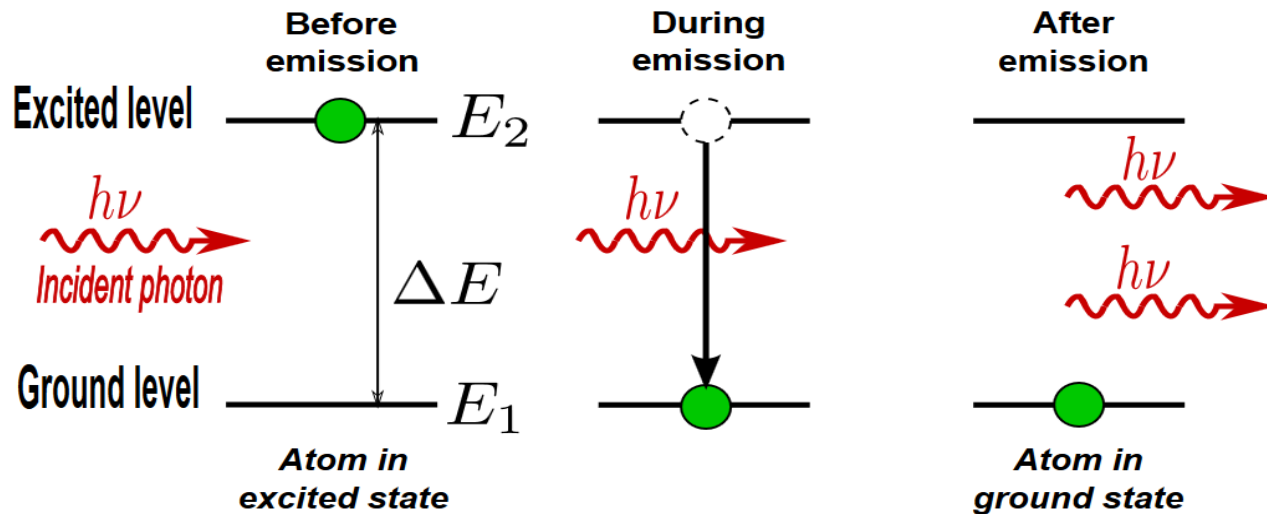 Before
emission
During
emission
After
emission
Excited level
E₂
hν
Incident photon
ΔE
hν
hν
hν
Ground level
E₁
Atom in
excited state
Atom in
ground state